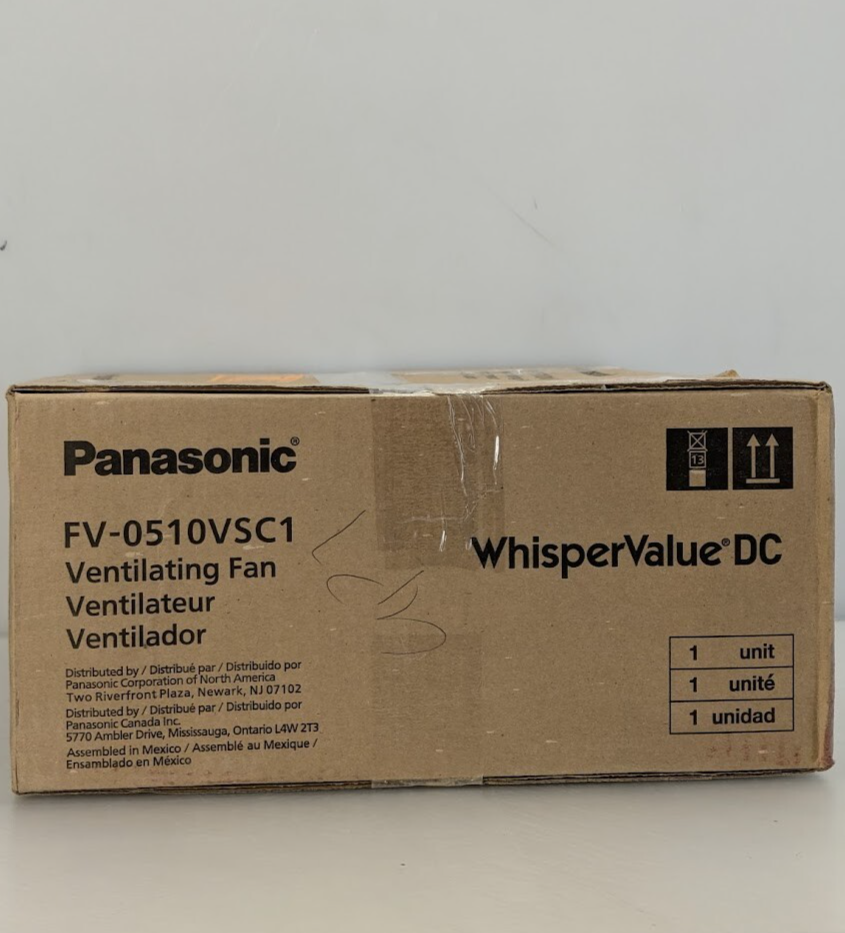 Panasonic®
FV-0510VSC1
Ventilating Fan
Ventilateur
Ventilador
Distributed by / Distribué par / Distribuido por
Panasonic Corporation of North America
Two Riverfront Plaza, Newark, NJ 07102
Distributed by / Distribué par / Distribuido por
Panasonic Canada Inc.
5770 Ambler Drive, Mississauga, Ontario L4W 2T3
Assembled in Mexico / Assemblé au Mexique /
Ensamblado en México
13
WhisperValue® DC
1 unit
1 unité
1 unidad